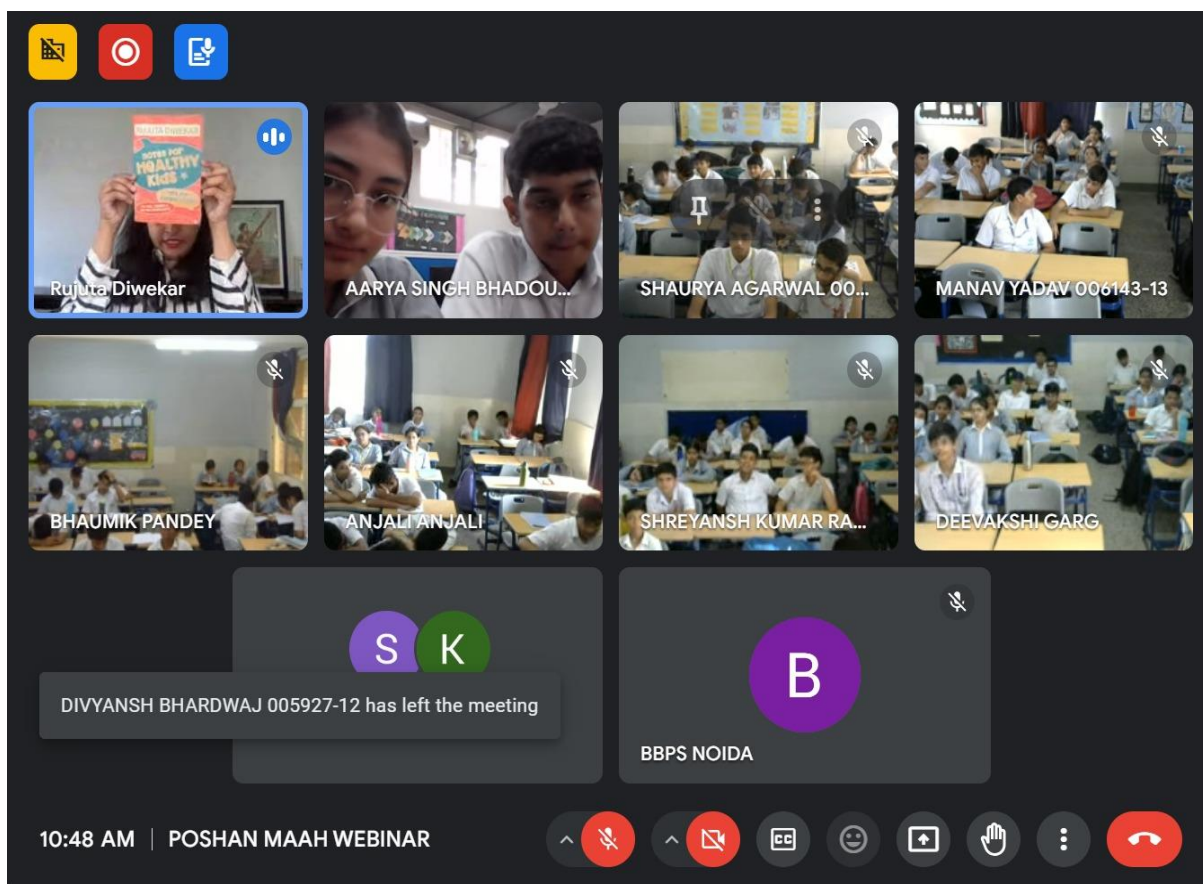 RUJUTA DIWEKAR
NOTES FOR
HEALTHY
KIDS
Rujuta Diwekar
AARYA SINGH BHADOU...
SHAURYA AGARWAL 00...
MANAV YADAV 006143-13
BHAUMIK PANDEY
ANJALI ANJALI
SHREYANSH KUMAR RA...
DEEVAKSHI GARG
S K
B
DIVYANSH BHARDWAJ 005927-12 has left the meeting
BBPS NOIDA
10:48 AM | POSHAN MAAH WEBINAR
CC